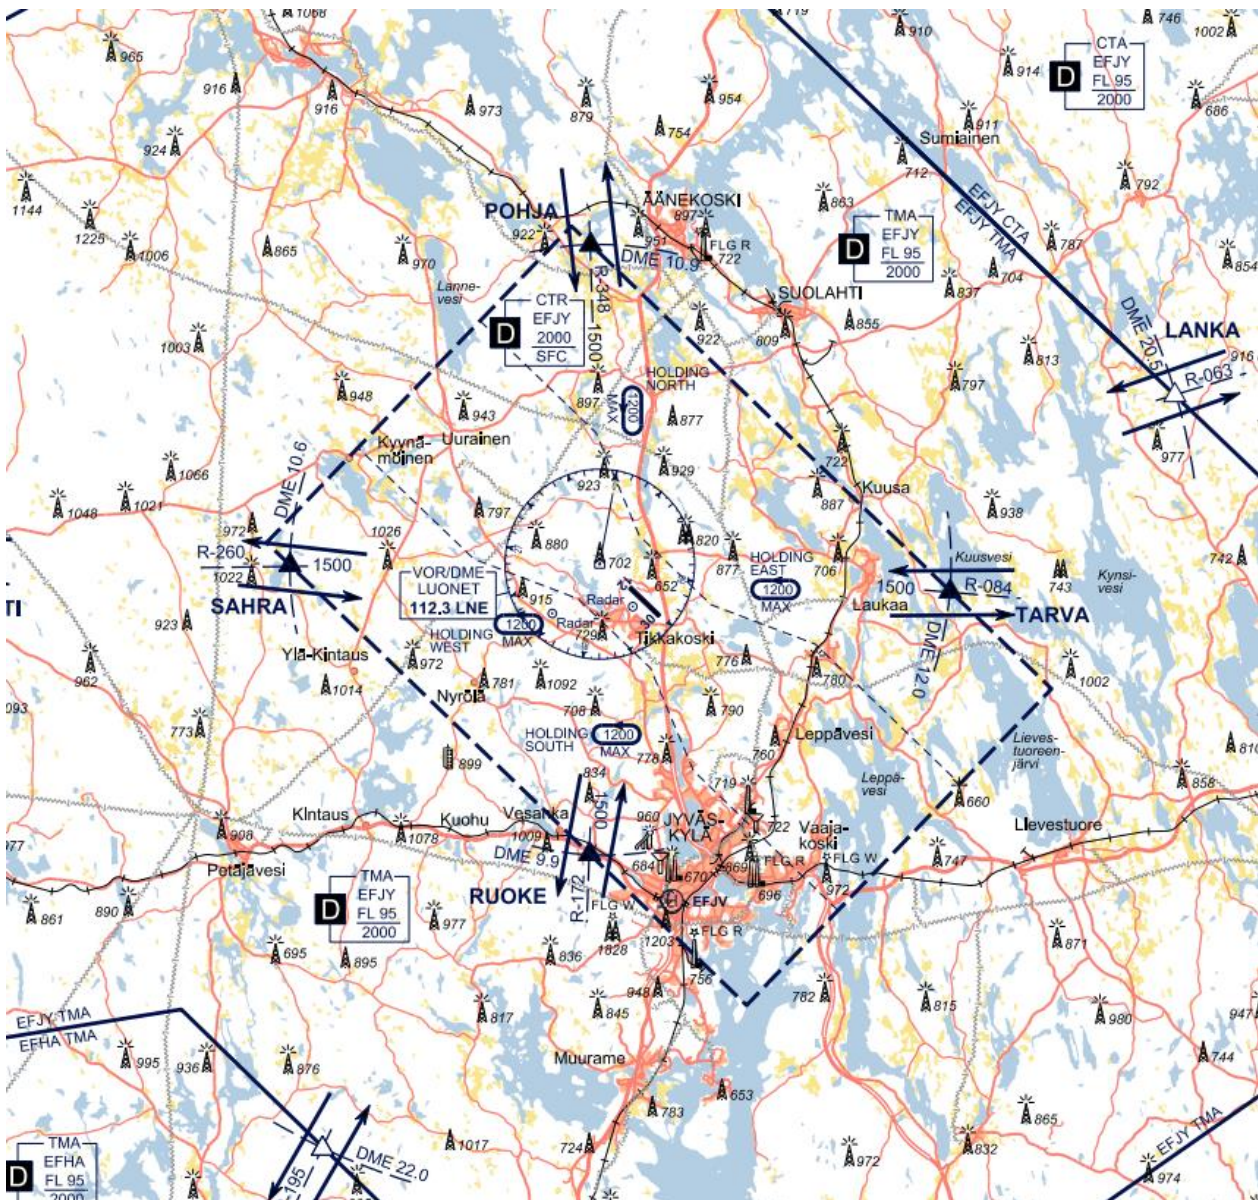 1066
719
746
1002
910
965
914
CTA
EFJY
FL 95
2000
D
916
916
973
879
954
686
754
911
Sumiainen
924
712
792
1144
863
ÄÄNEKOSKI
897
POHJA
EFJY CTA
EFJY TMA
1225
922
951
TMA
EFJY
FL 95
2000
D
787
1006
865
970
FLG R
722
DME 10.9
854
704
837
Lanne-
vesi
R-348
1500
CTR
EFJY
2000
SFC
D
SUOLAHTI
DME 20.5
LANKA
922
855
809
1003
813
916
R-063
HOLDING
NORTH
1200
MAX
948
897
797
943
877
Kyynä-
möinen
Uurainen
977
722
DME 10.6
1066
923
929
Kuusa
887
1048
1021
797
938
972
1026
880
820
HOLDING
EAST
1200
MAX
877
706
Kuusvesi
R-260
1500
702
742
1022
VOR/DME
LUONET
112,3 LNE
652
1500
R-084
743
Kynsi-
vesi
TI
SAHRA
915
12
30
Radar
Radar
Laukaa
TARVA
923
HOLDING
WEST
1200
MAX
729
Tikkakoski
DME 12.0
Ylä-Kintaus
972
776
780
1002
962
1014
781
1092
Nyrölä
093
708
790
773
HOLDING
SOUTH
1200
MAX
760
Leppävesi
Lieves-
tuoreen-
järvi
810
778
899
834
719
Leppä-
vesi
858
660
1500
960
JYVÄS-
KYLÄ
Kintaus
Kuohu
Vesanka
1009
722
Vaaja-
koski
Lievestuore
908
1078
DME 9.9
684
670
869
FLG R
FLG W
747
977
Petäjävesi
972
696
RUOKE
R-172
FLG W
H
EFJV
TMA
EFJY
FL 95
2000
D
861
890
977
1828
1203
FLG R
871
695
895
836
756
948
782
815
817
845
980
947
EFJY TMA
EFHA TMA
995
936
876
Muurame
744
653
783
865
1017
724
EFJY TMA
832
972
974
TMA
EFHA
FL 95
2000
D
DME 22.0
195